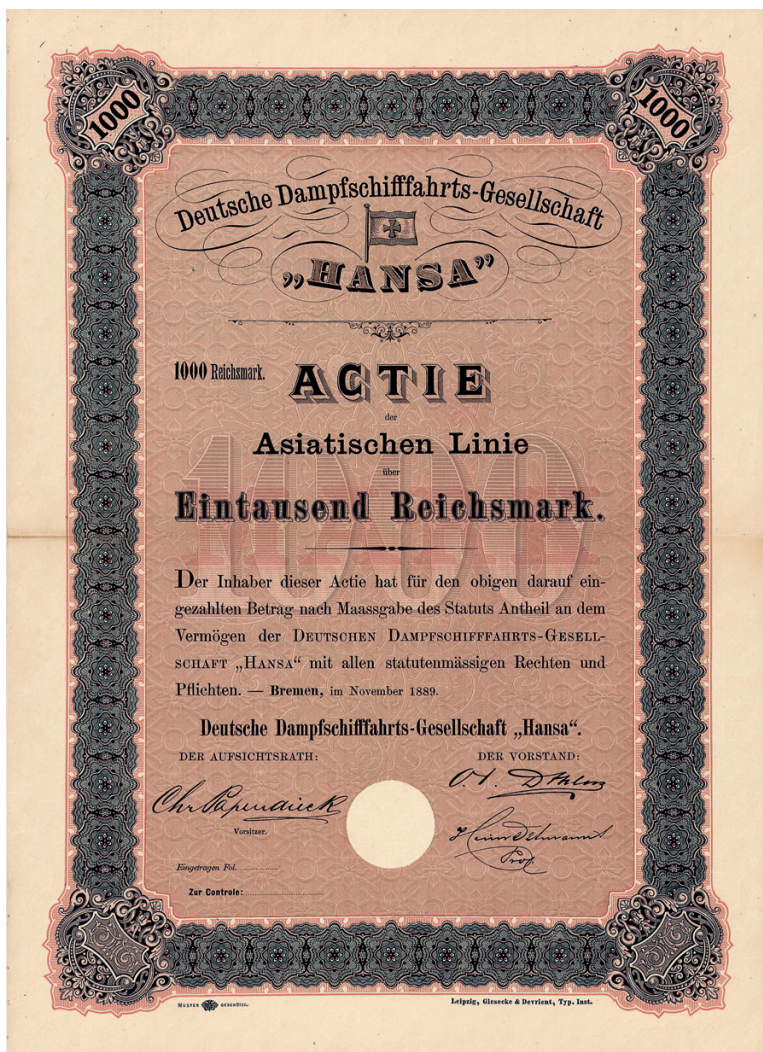 1000
1000
Deutsche Dampfschifffahrts-Gesellschaft
„HANSA”
1000 Reichsmark.
ACTIE
der
Asiatischen Linie
über
Eintausend Reichsmark.
Der Inhaber dieser Actie hat für den obigen darauf ein-
gezahlten Betrag nach Maassgabe des Statuts Antheil an dem
Vermögen der DEUTSCHEN DAMPFSCHIFFFAHRTS-GESELL-
SCHAFT „HANSA“ mit allen statutenmässigen Rechten und
Pflichten. — Bremen, im November 1889.
Deutsche Dampfschifffahrts-Gesellschaft „Hansa“.
DER AUFSICHTSRATH:
DER VORSTAND:
Chr Papendieck
Vorsitzer.
Eingetragen Fol.
Zur Controle:
MUSTER GESCHÜTZT.
Leipzig, Giesecke & Devrient, Typ. Inst.